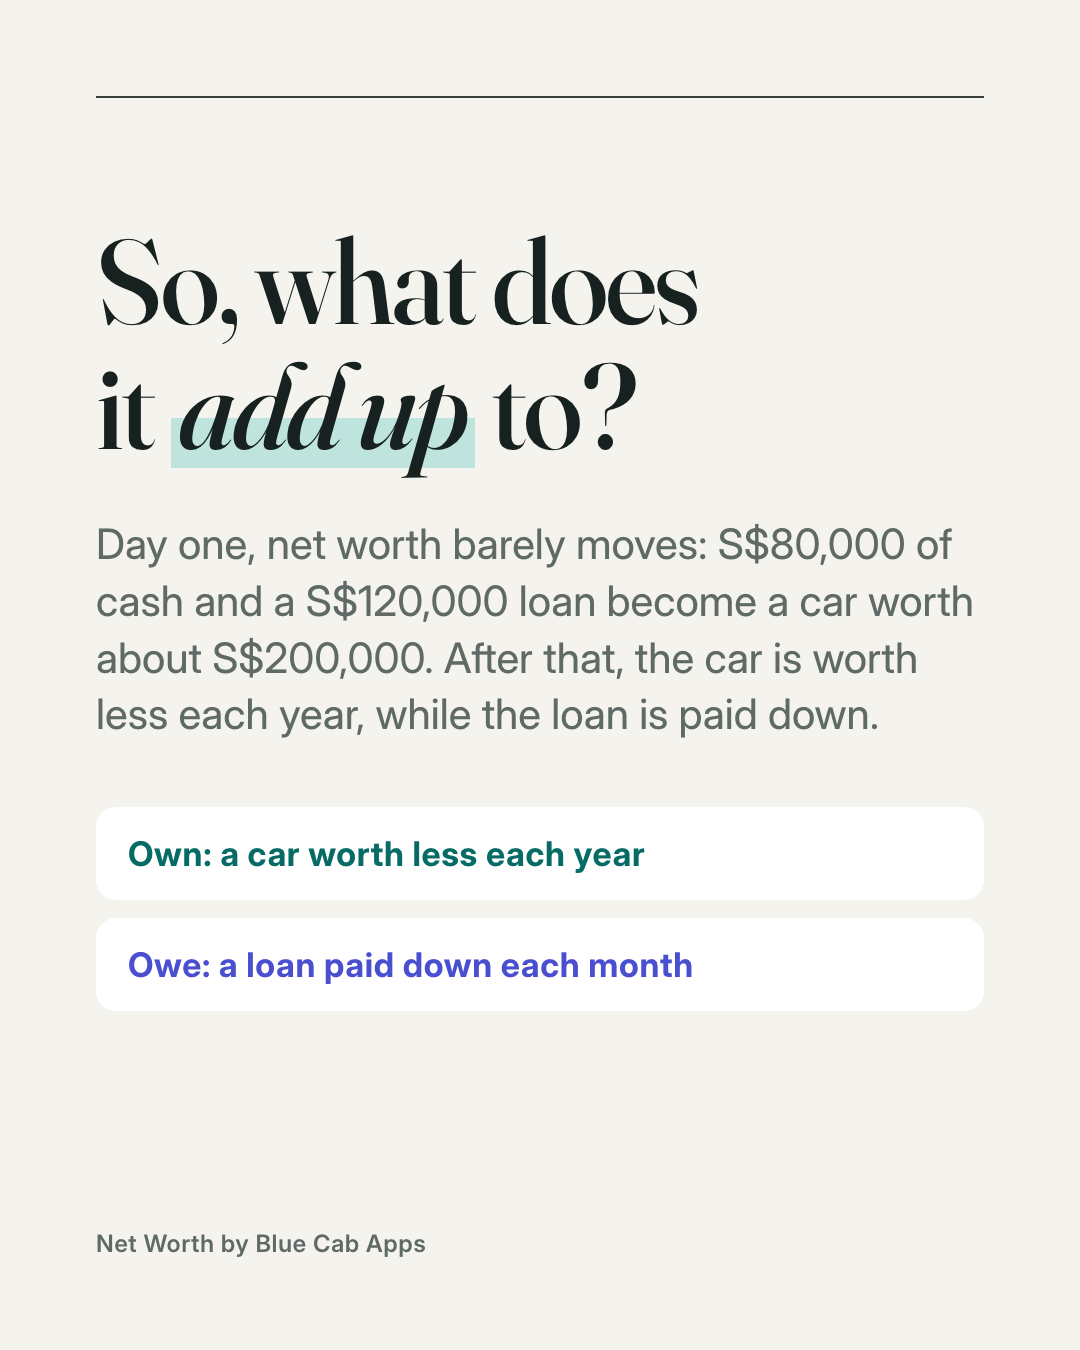 So, what does
it add up to?
Day one, net worth barely moves: S$80,000 of
cash and a S$120,000 loan become a car worth
about S$200,000. After that, the car is worth
less each year, while the loan is paid down.
Own: a car worth less each year
Owe: a loan paid down each month
Net Worth by Blue Cab Apps